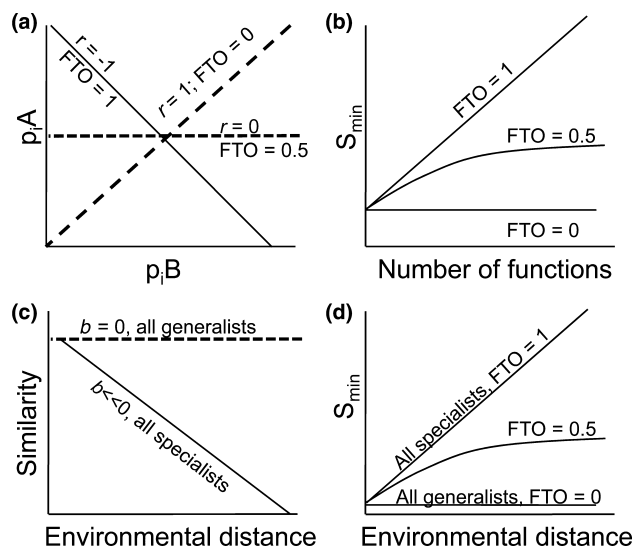 (a)
r = -1
FTO = 1
r = 1; FTO = 0
r = 0
FTO = 0.5
piA
piB
(b)
FTO = 1
FTO = 0.5
FTO = 0
Smin
Number of functions
(c)
b = 0, all generalists
b<<0, all specialists
Similarity
Environmental distance
(d)
All specialists, FTO = 1
FTO = 0.5
All generalists, FTO = 0
Smin
Environmental distance